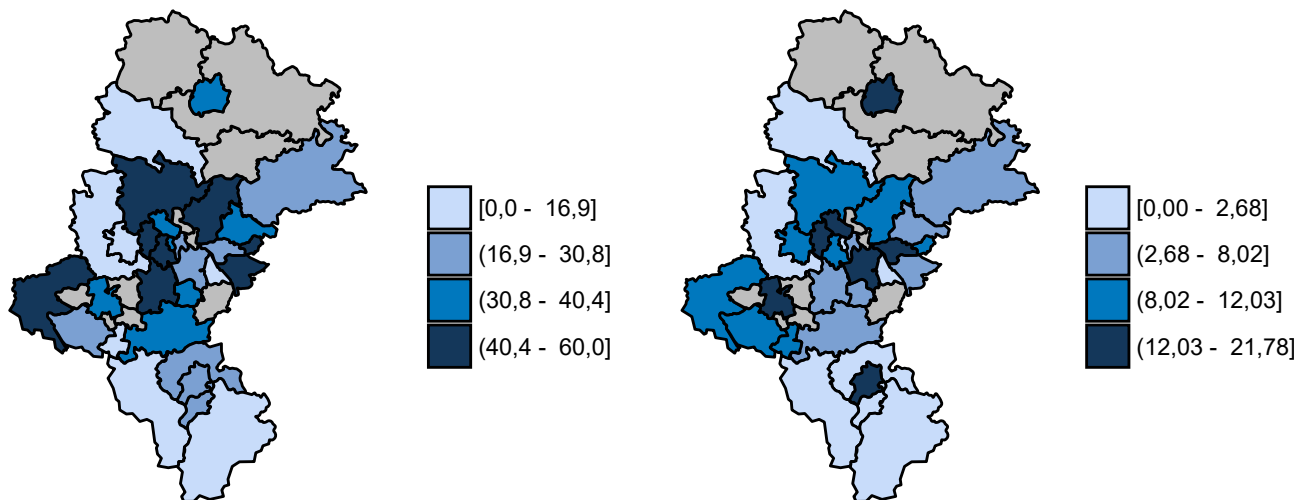 [0,0 - 16,9]
(16,9 - 30,8]
(30,8 - 40,4]
(40,4 - 60,0]
[0,00 - 2,68]
(2,68 - 8,02]
(8,02 - 12,03]
(12,03 - 21,78]